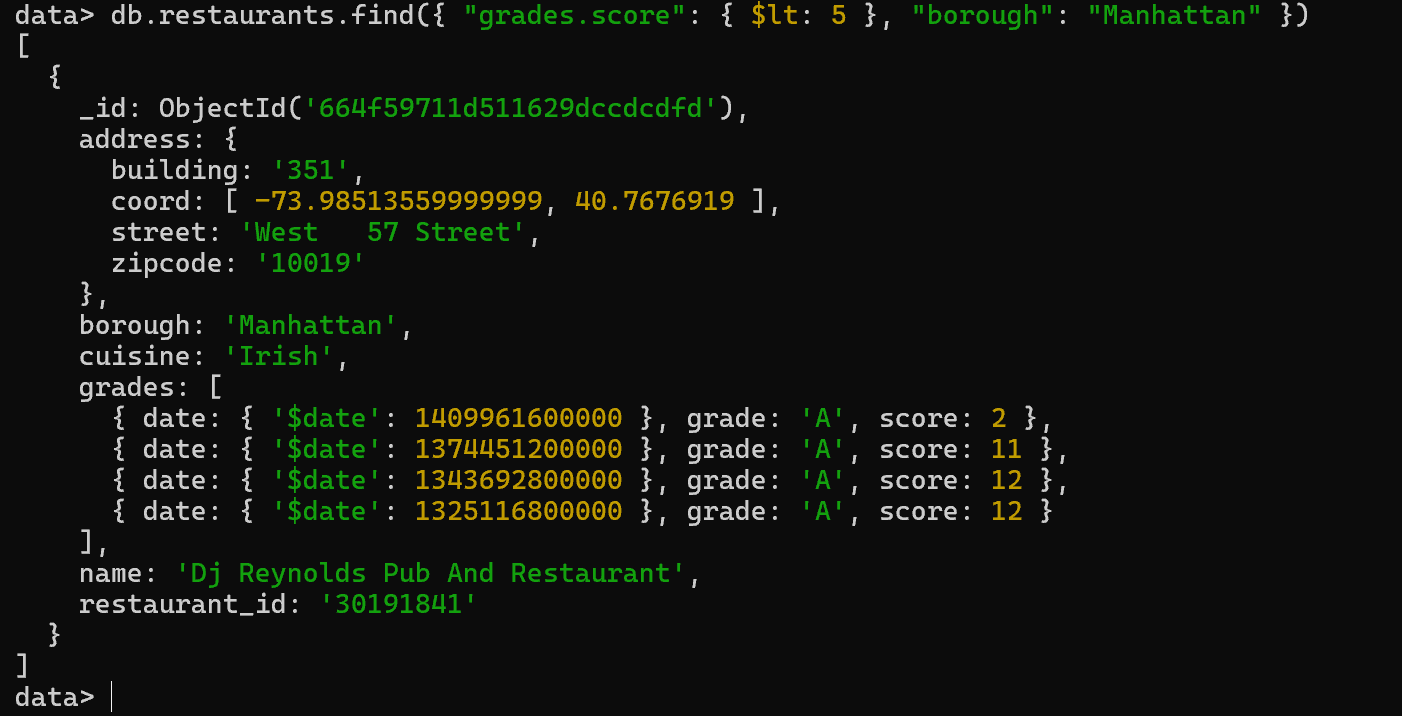 data> db.restaurants.find({ "grades.score": { $lt: 5 }, "borough": "Manhattan" })
[
  {
    _id: ObjectId('664f59711d511629dccdcdfd'),
    address: {
      building: '351',
      coord: [ -73.98513559999999, 40.7676919 ],
      street: 'West   57 Street',
      zipcode: '10019'
    },
    borough: 'Manhattan',
    cuisine: 'Irish',
    grades: [
      { date: { '$date': 1409961600000 }, grade: 'A', score: 2 },
      { date: { '$date': 1374451200000 }, grade: 'A', score: 11 },
      { date: { '$date': 1343692800000 }, grade: 'A', score: 12 },
      { date: { '$date': 1325116800000 }, grade: 'A', score: 12 }
    ],
    name: 'Dj Reynolds Pub And Restaurant',
    restaurant_id: '30191841'
  }
]
data>